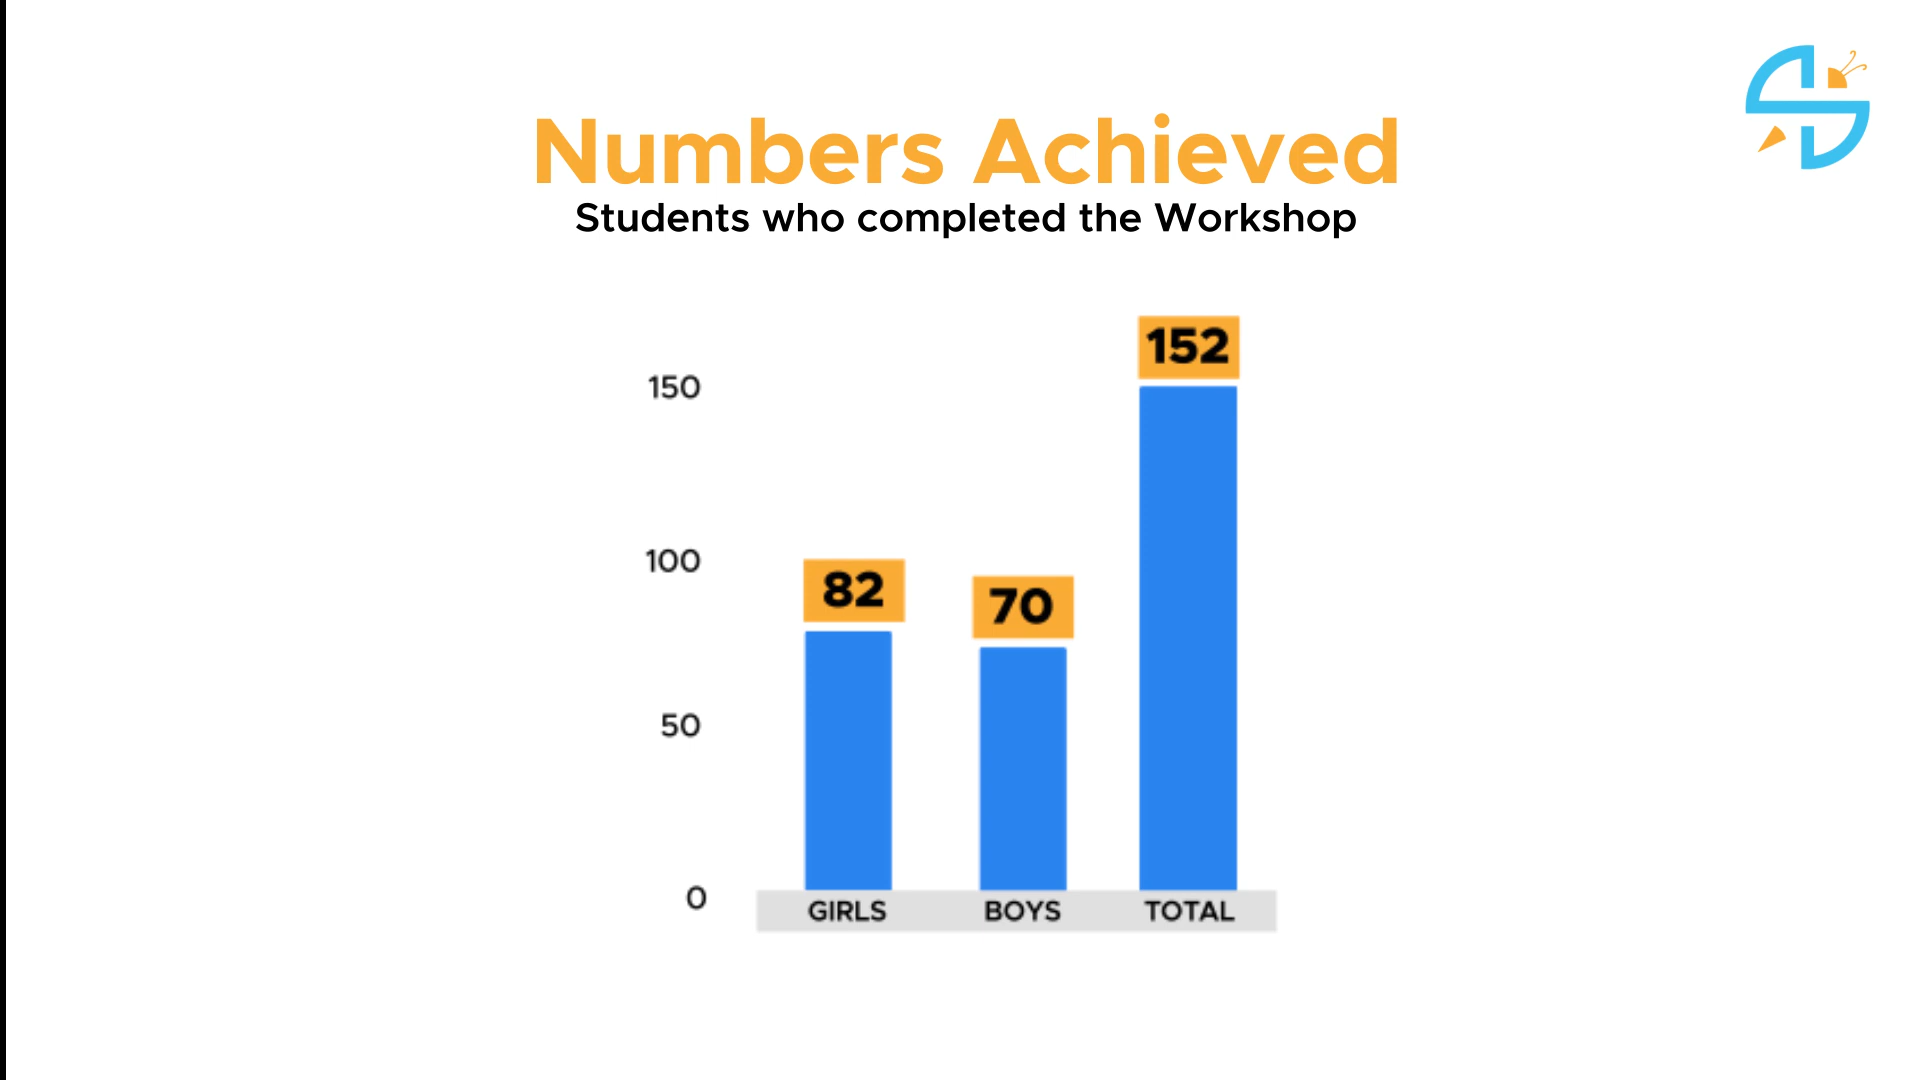 Numbers Achieved
Students who completed the Workshop
152
150
100
82
70
50
0
GIRLS BOYS TOTAL